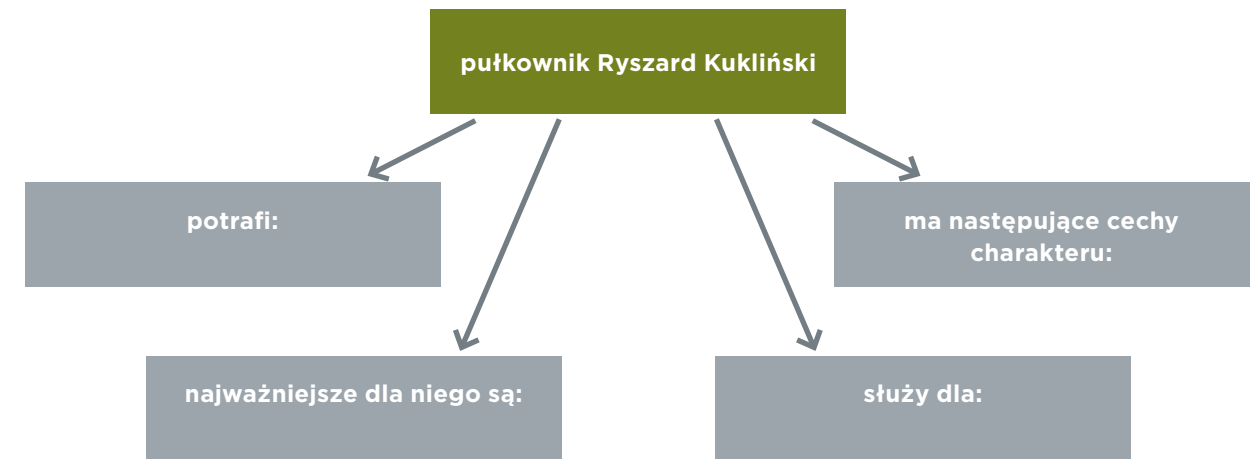 pułkownik Ryszard Kukliński
potrafi:
ma następujące cechy
charakteru:
najważniejsze dla niego są:
służy dla: